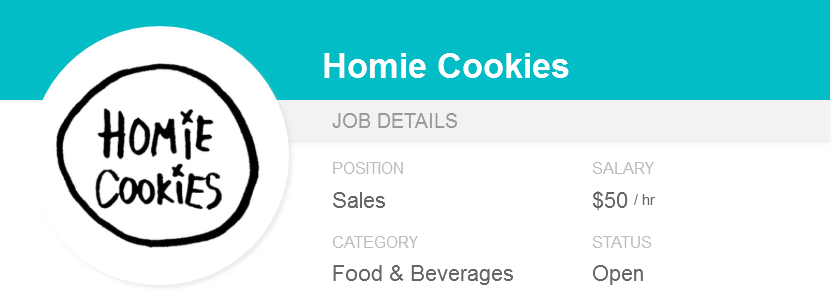 Homie Cookies
HOMiE
COOKiES
JOB DETAILS
POSITION
Sales
SALARY
$50 / hr
CATEGORY
Food & Beverages
STATUS
Open